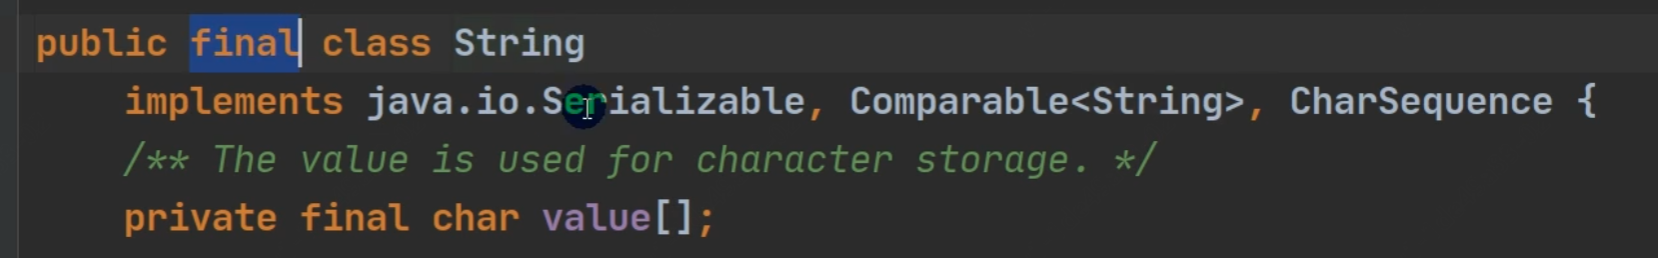 public final class String
implements java.io.Serializable, Comparable<String>, CharSequence {
/** The value is used for character storage. */
private final char value[];